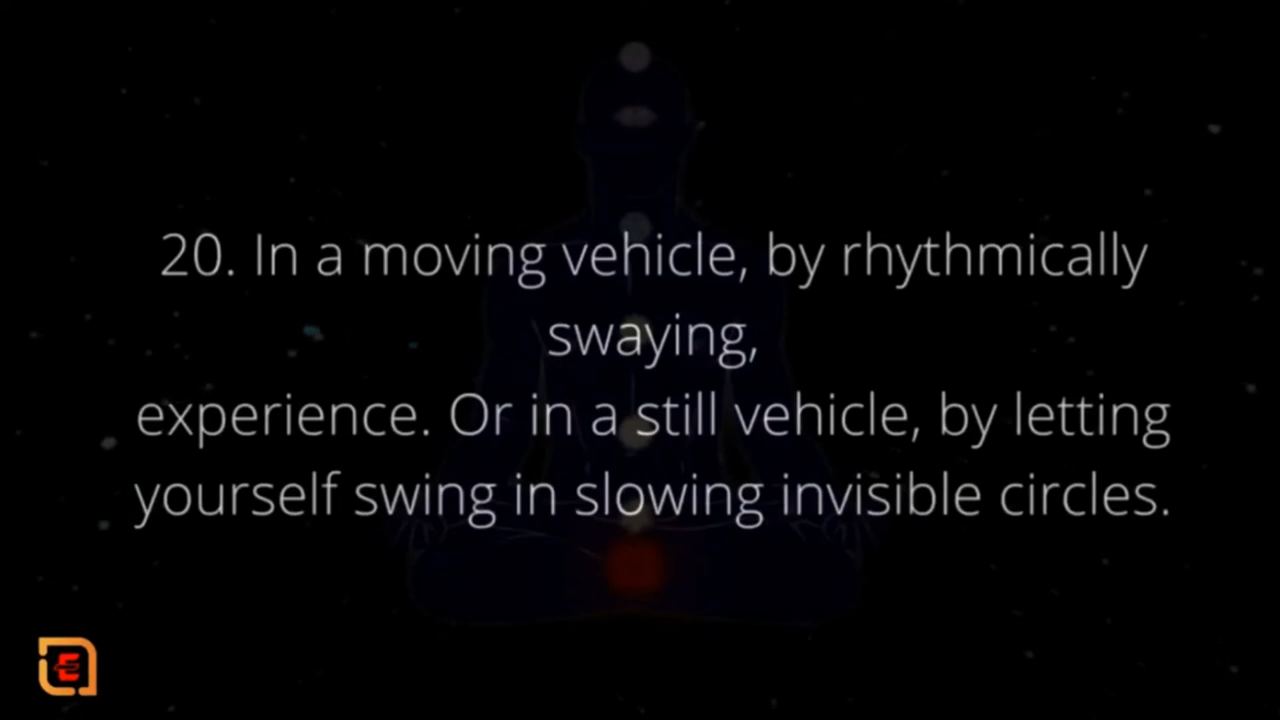 20. In a moving vehicle, by rhythmically
swaying,
experience. Or in a still vehicle, by letting
yourself swing in slowing invisible circles.
E